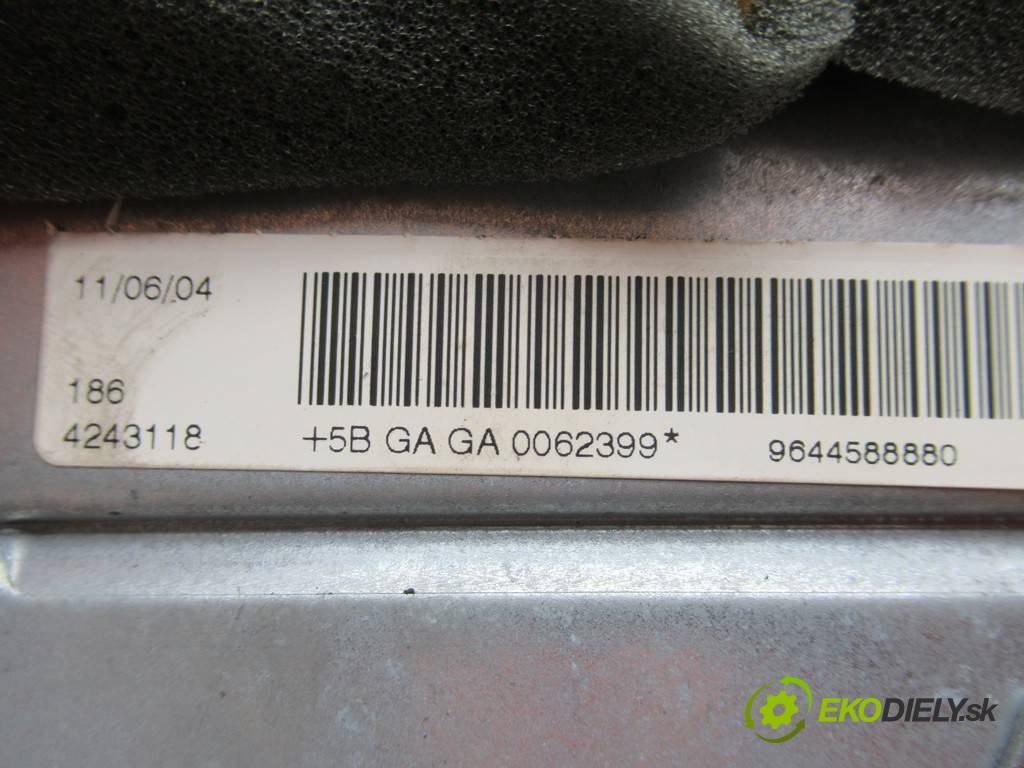 11/06/04
186
4243118
+5B GA GA 0062399*
9644588880
EKODIELY.sk